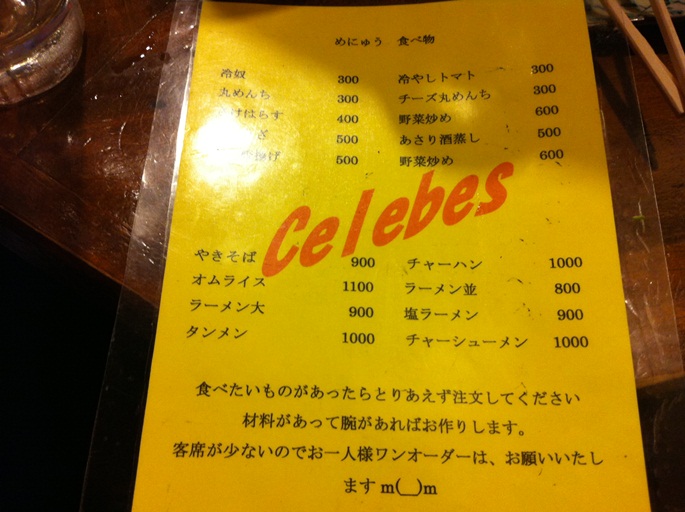 めにゅう 食べ物
冷奴 300 冷やしトマト 300
丸めんち 300 チーズ丸めんち 300
けはらす 400 野菜炒め 600
500 あさり酒蒸し 500
揚げ 500 野菜炒め 600
Celebes
やきそば 900 チャーハン 1000
オムライス 1100 ラーメン並 800
ラーメン大 900 塩ラーメン 900
タンメン 1000 チャーシューメン 1000
食べたいものがあったらとりあえず注文してください
材料があって腕があればお作りします。
客席が少ないのでお一人様ワンオーダーは、お願いいたし
ます m(__)m